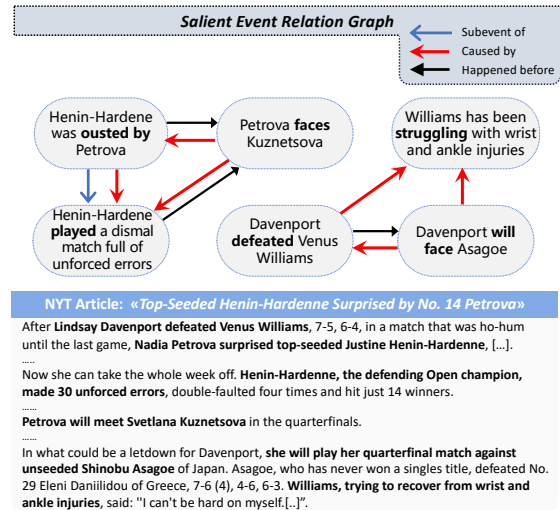 Salient Event Relation Graph
Subevent of
Caused by
Happened before
Henin-Hardene
was ousted by
Petrova
Petrova faces
Kuznetsova
Williams has been
struggling with wrist
and ankle injuries
Henin-Hardene
played a dismal
match full of
unforced errors
Davenport
defeated Venus
Williams
Davenport will
face Asagoe
NYT Article: «Top-Seeded Henin-Hardenne Surprised by No. 14 Petrova»
After Lindsay Davenport defeated Venus Williams, 7-5, 6-4, in a match that was ho-hum
until the last game, Nadia Petrova surprised top-seeded Justine Henin-Hardenne, [...].
.....
Now she can take the whole week off. Henin-Hardenne, the defending Open champion,
made 30 unforced errors, double-faulted four times and hit just 14 winners.
......
Petrova will meet Svetlana Kuznetsova in the quarterfinals.
......
In what could be a letdown for Davenport, she will play her quarterfinal match against
unseeded Shinobu Asagoe of Japan. Asagoe, who has never won a singles title, defeated No.
29 Eleni Daniilidou of Greece, 7-6 (4), 4-6, 6-3. Williams, trying to recover from wrist and
ankle injuries, said: ''I can't be hard on myself.[..]”.